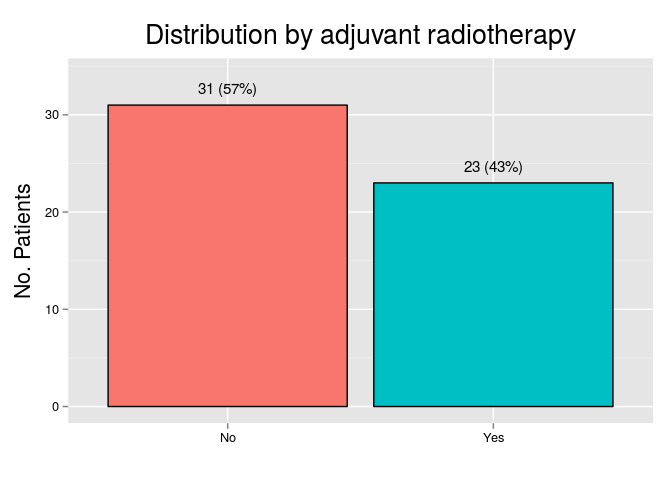 Distribution by adjuvant radiotherapy
No. Patients
31 (57%)
23 (43%)
30
20
10
0
No
Yes